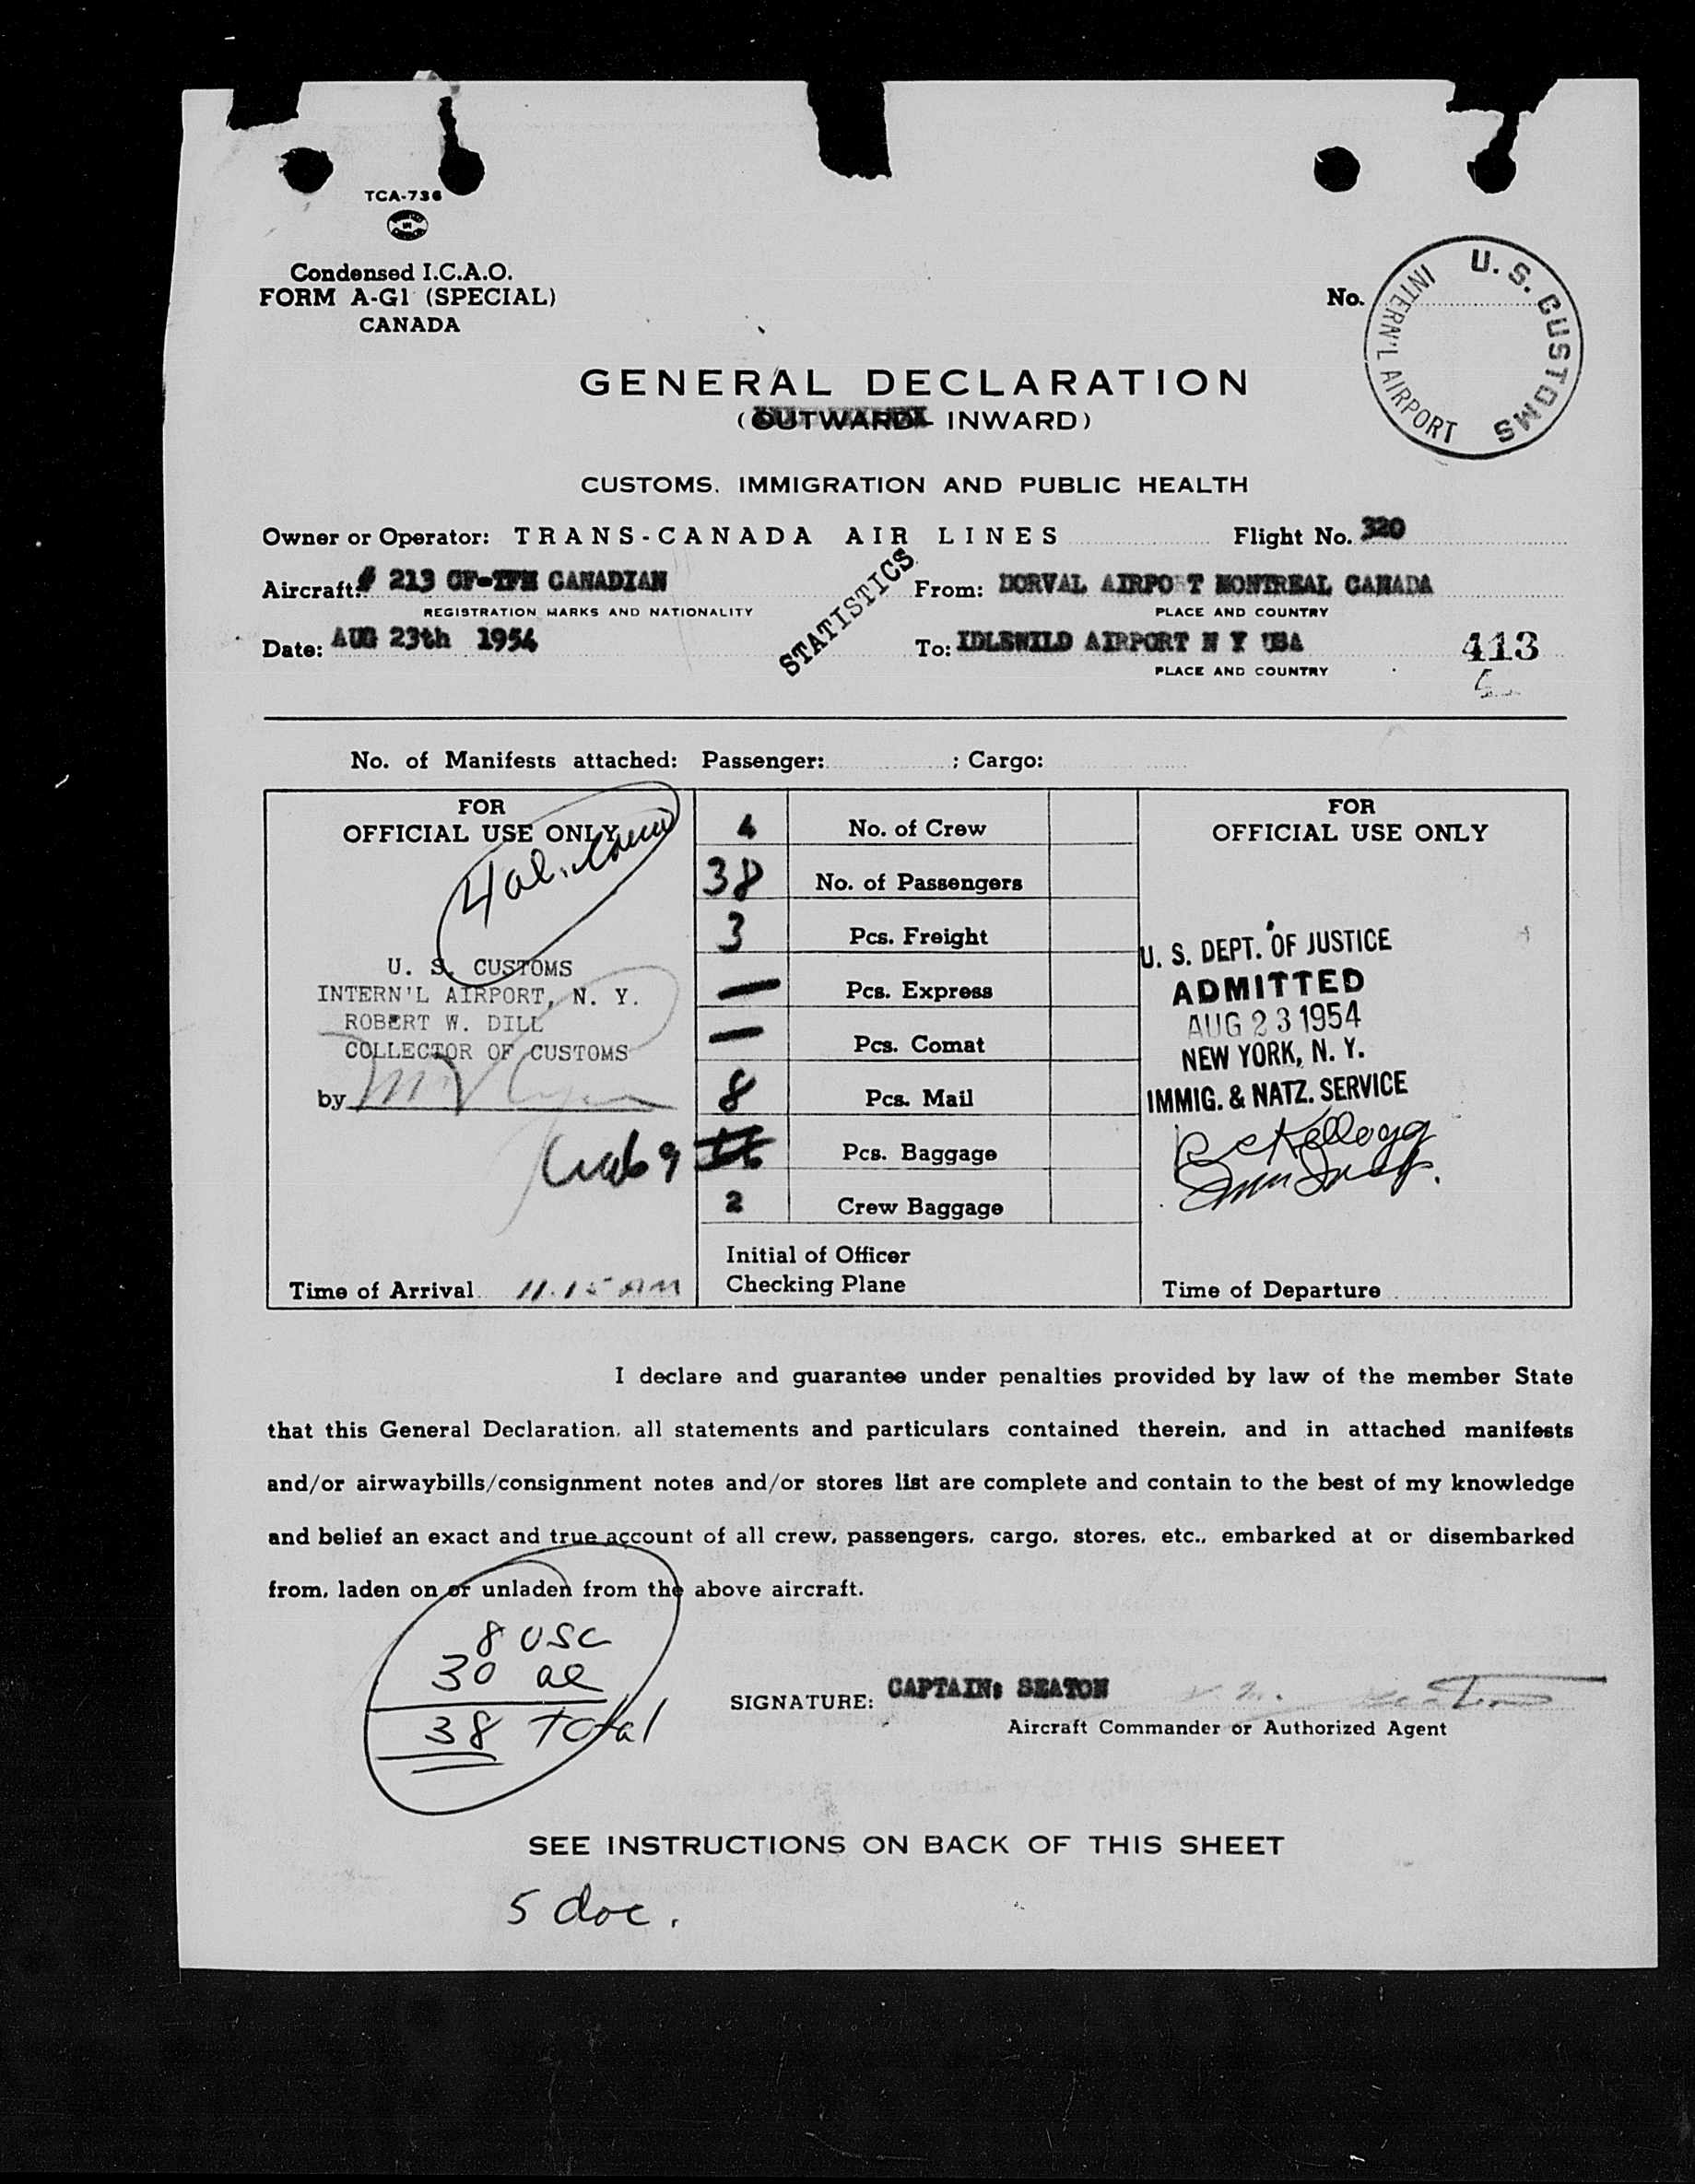 TCA-736
Condensed I.C.A.O.
FORM A-G1 (SPECIAL)
CANADA
No.
U. S. CUSTOMS
INTERN'L AIRPORT
GENERAL DECLARATION
(OUTWARD - INWARD)
CUSTOMS, IMMIGRATION AND PUBLIC HEALTH
Owner or Operator: TRANS-CANADA AIR LINES Flight No. 320
Aircraft: # 213 CF-TFH CANADIAN From: DORVAL AIRPORT MONTREAL CANADA
REGISTRATION MARKS AND NATIONALITY PLACE AND COUNTRY
STATISTICS
Date: AUG 23th 1954 To: IDLEWILD AIRPORT N Y USA 413
PLACE AND COUNTRY
5
No. of Manifests attached: Passenger: ; Cargo:
FOR
OFFICIAL USE ONLY
4 al.
U. S. CUSTOMS
INTERN'L AIRPORT, N. Y.
ROBERT W. DILL
COLLECTOR OF CUSTOMS
by
Time of Arrival 11.15 AM
4 No. of Crew
38 No. of Passengers
3 Pcs. Freight
— Pcs. Express
— Pcs. Comat
8 Pcs. Mail
Pcs. Baggage
2 Crew Baggage
Initial of Officer
Checking Plane
FOR
OFFICIAL USE ONLY
U. S. DEPT. OF JUSTICE
ADMITTED
AUG 23 1954
NEW YORK, N. Y.
IMMIG. & NATZ. SERVICE
Kellogg
Time of Departure
I declare and guarantee under penalties provided by law of the member State
that this General Declaration, all statements and particulars contained therein, and in attached manifests
and/or airwaybills/consignment notes and/or stores list are complete and contain to the best of my knowledge
and belief an exact and true account of all crew, passengers, cargo, stores, etc., embarked at or disembarked
from, laden on or unladen from the above aircraft.
8 USC
30 al
38 Total
SIGNATURE: CAPTAIN: SEATON
Aircraft Commander or Authorized Agent
SEE INSTRUCTIONS ON BACK OF THIS SHEET
5 doc.